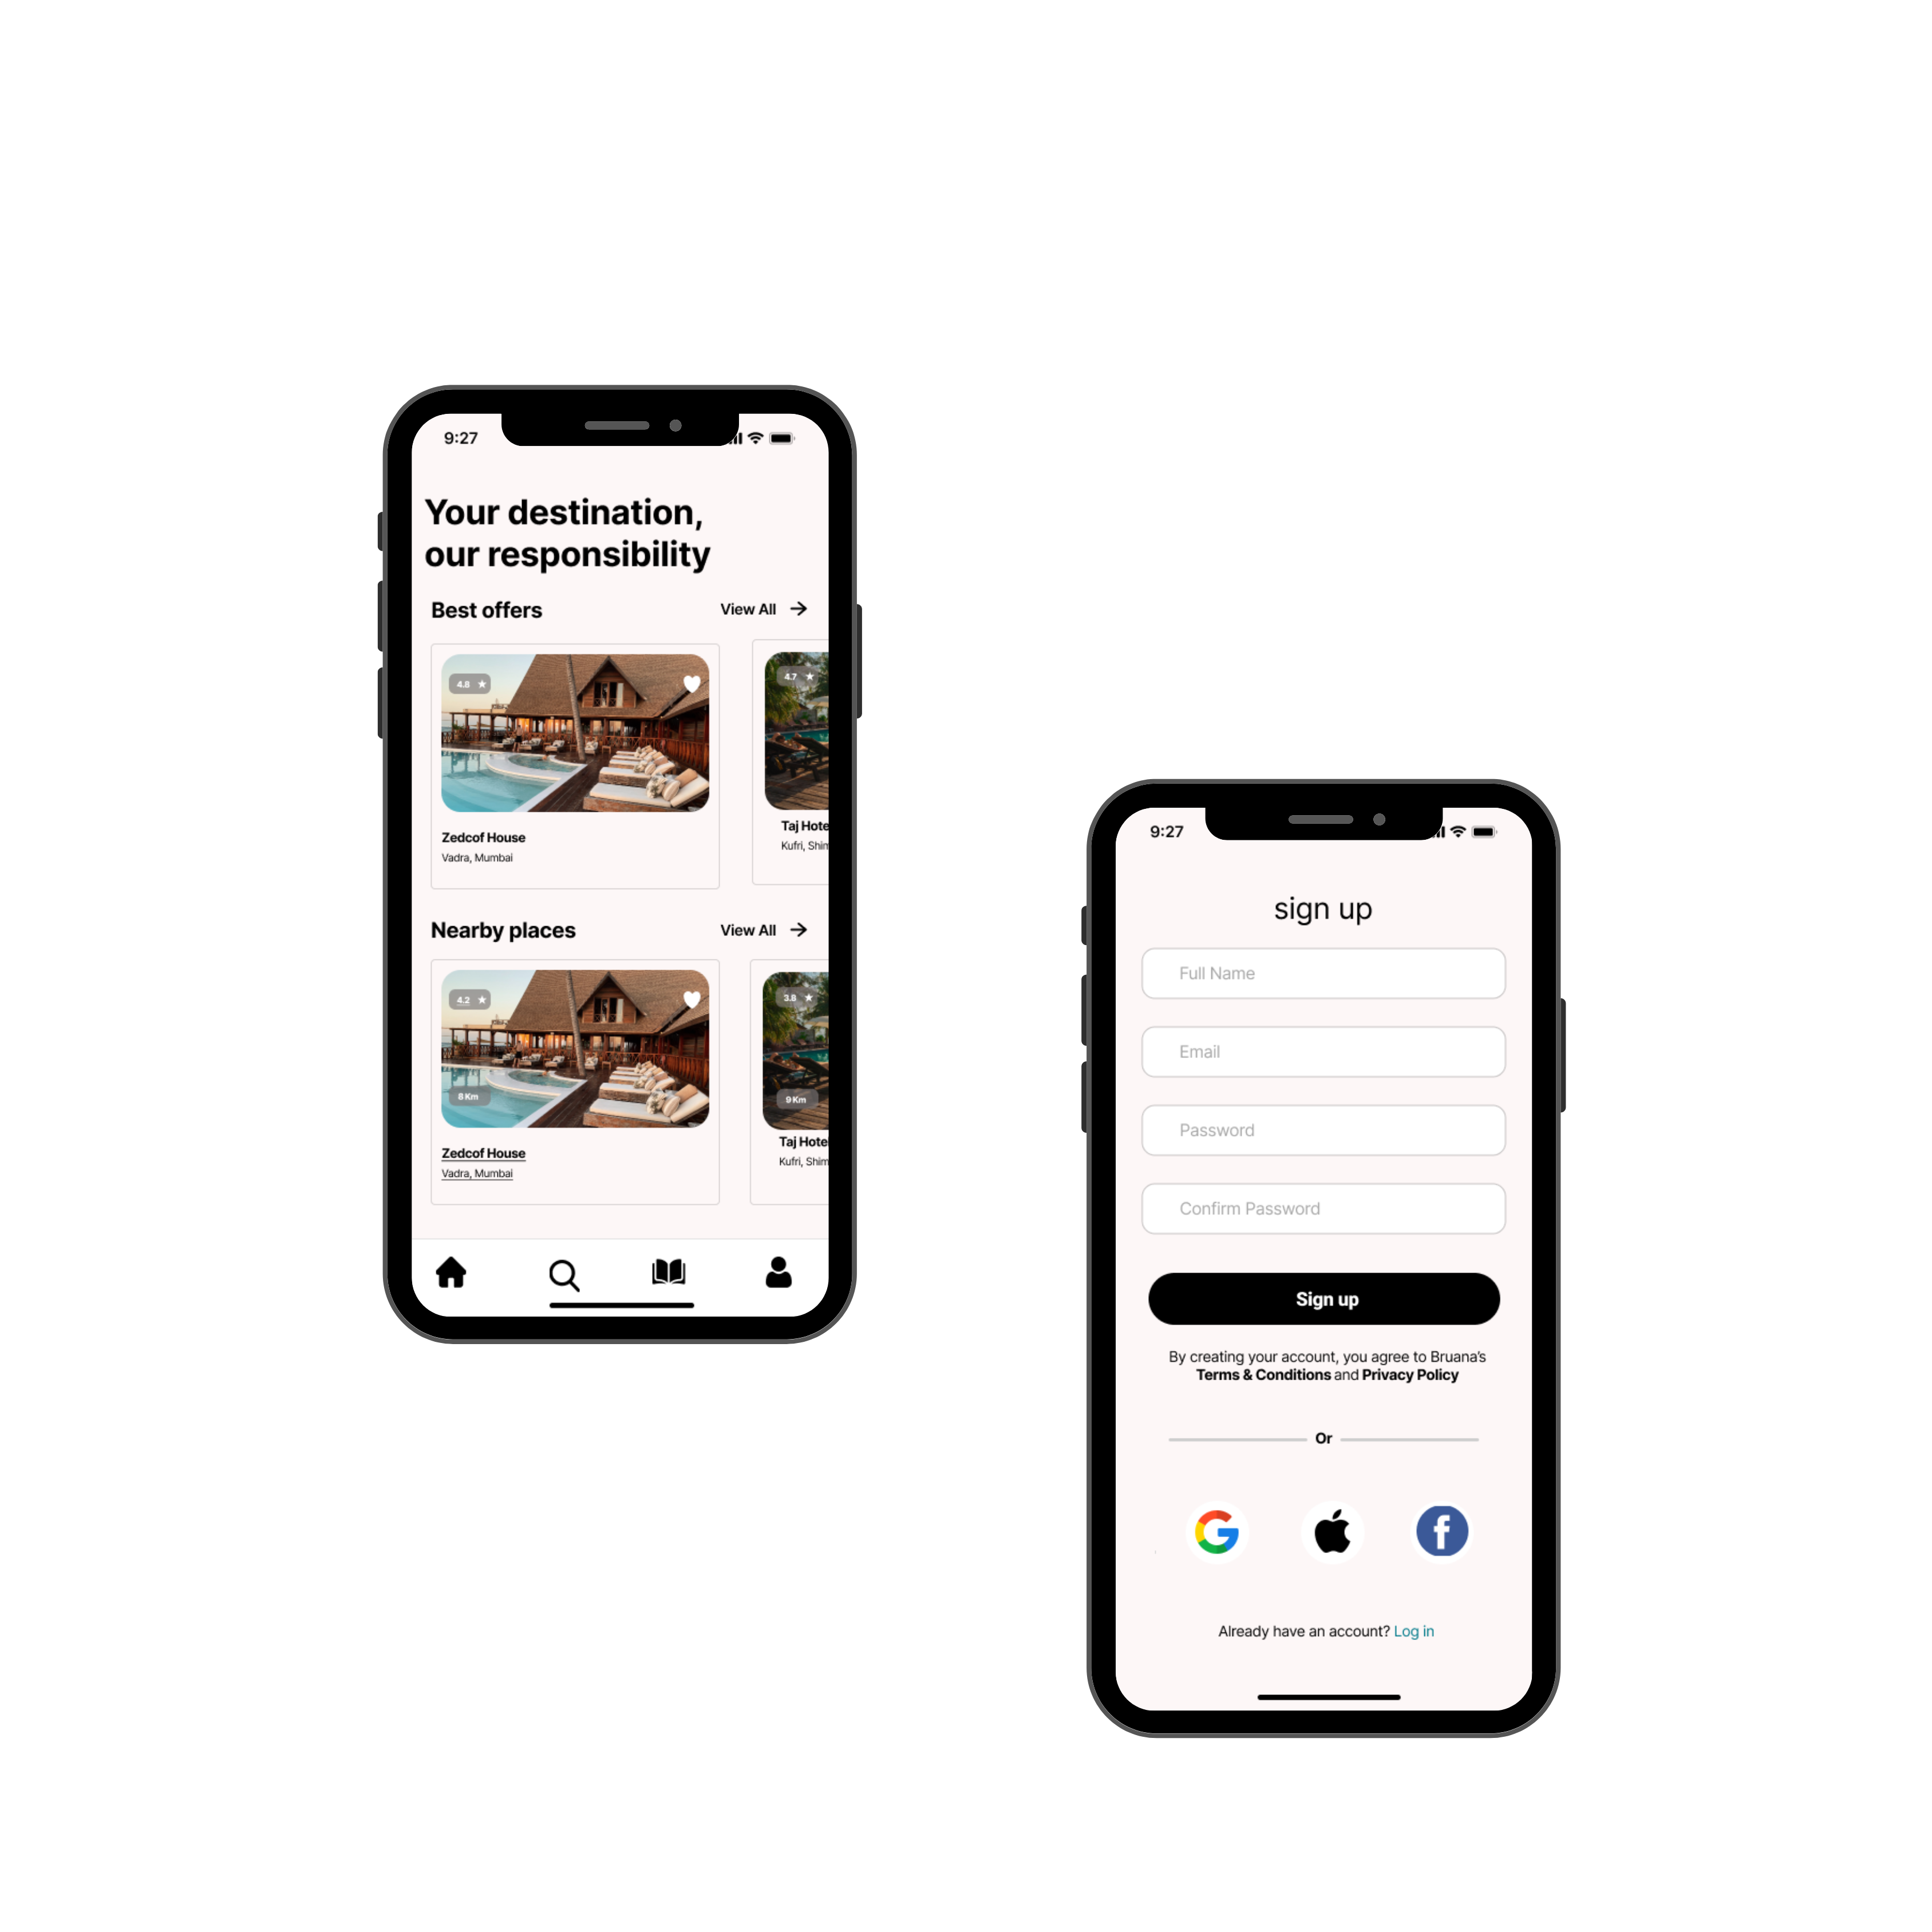 9:27
Your destination,
our responsibility
Best offers
View All
4.8
4.7
Zedcof House
Vadra, Mumbai
Taj Hote
Kufri, Shim
Nearby places
View All
4.2
3.8
8 Km
9 Km
Zedcof House
Vadra, Mumbai
Taj Hote
Kufri, Shim
9:27
sign up
Full Name
Email
Password
Confirm Password
Sign up
By creating your account, you agree to Bruana's
Terms & Conditions and Privacy Policy
Or
Already have an account? Log in